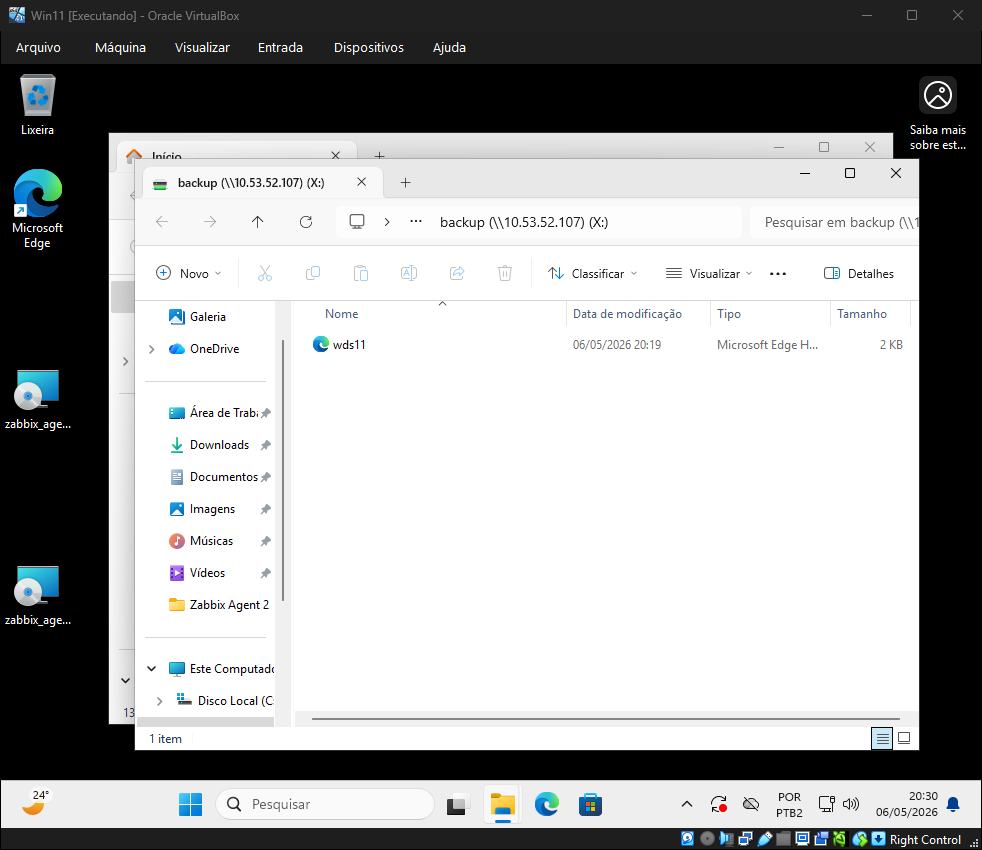 Win11 [Executando] - Oracle VirtualBox
Arquivo Máquina Visualizar Entrada Dispositivos Ajuda
Lixeira
Saiba mais
sobre est...
Início
backup (\\10.53.52.107) (X:)
Microsoft
Edge
backup (\\10.53.52.107) (X:)
Pesquisar em backup (\\1
Novo
Classificar
Visualizar
Detalhes
Galeria
OneDrive
Nome Data de modificação Tipo Tamanho
wds11 06/05/2026 20:19 Microsoft Edge H... 2 KB
Área de Trab
Downloads
Documentos
Imagens
Músicas
Vídeos
Zabbix Agent 2
Este Computado
Disco Local (C:
zabbix_age...
zabbix_age...
13
1 item
24°
Pesquisar
POR
PTB2
20:30
06/05/2026
Right Control